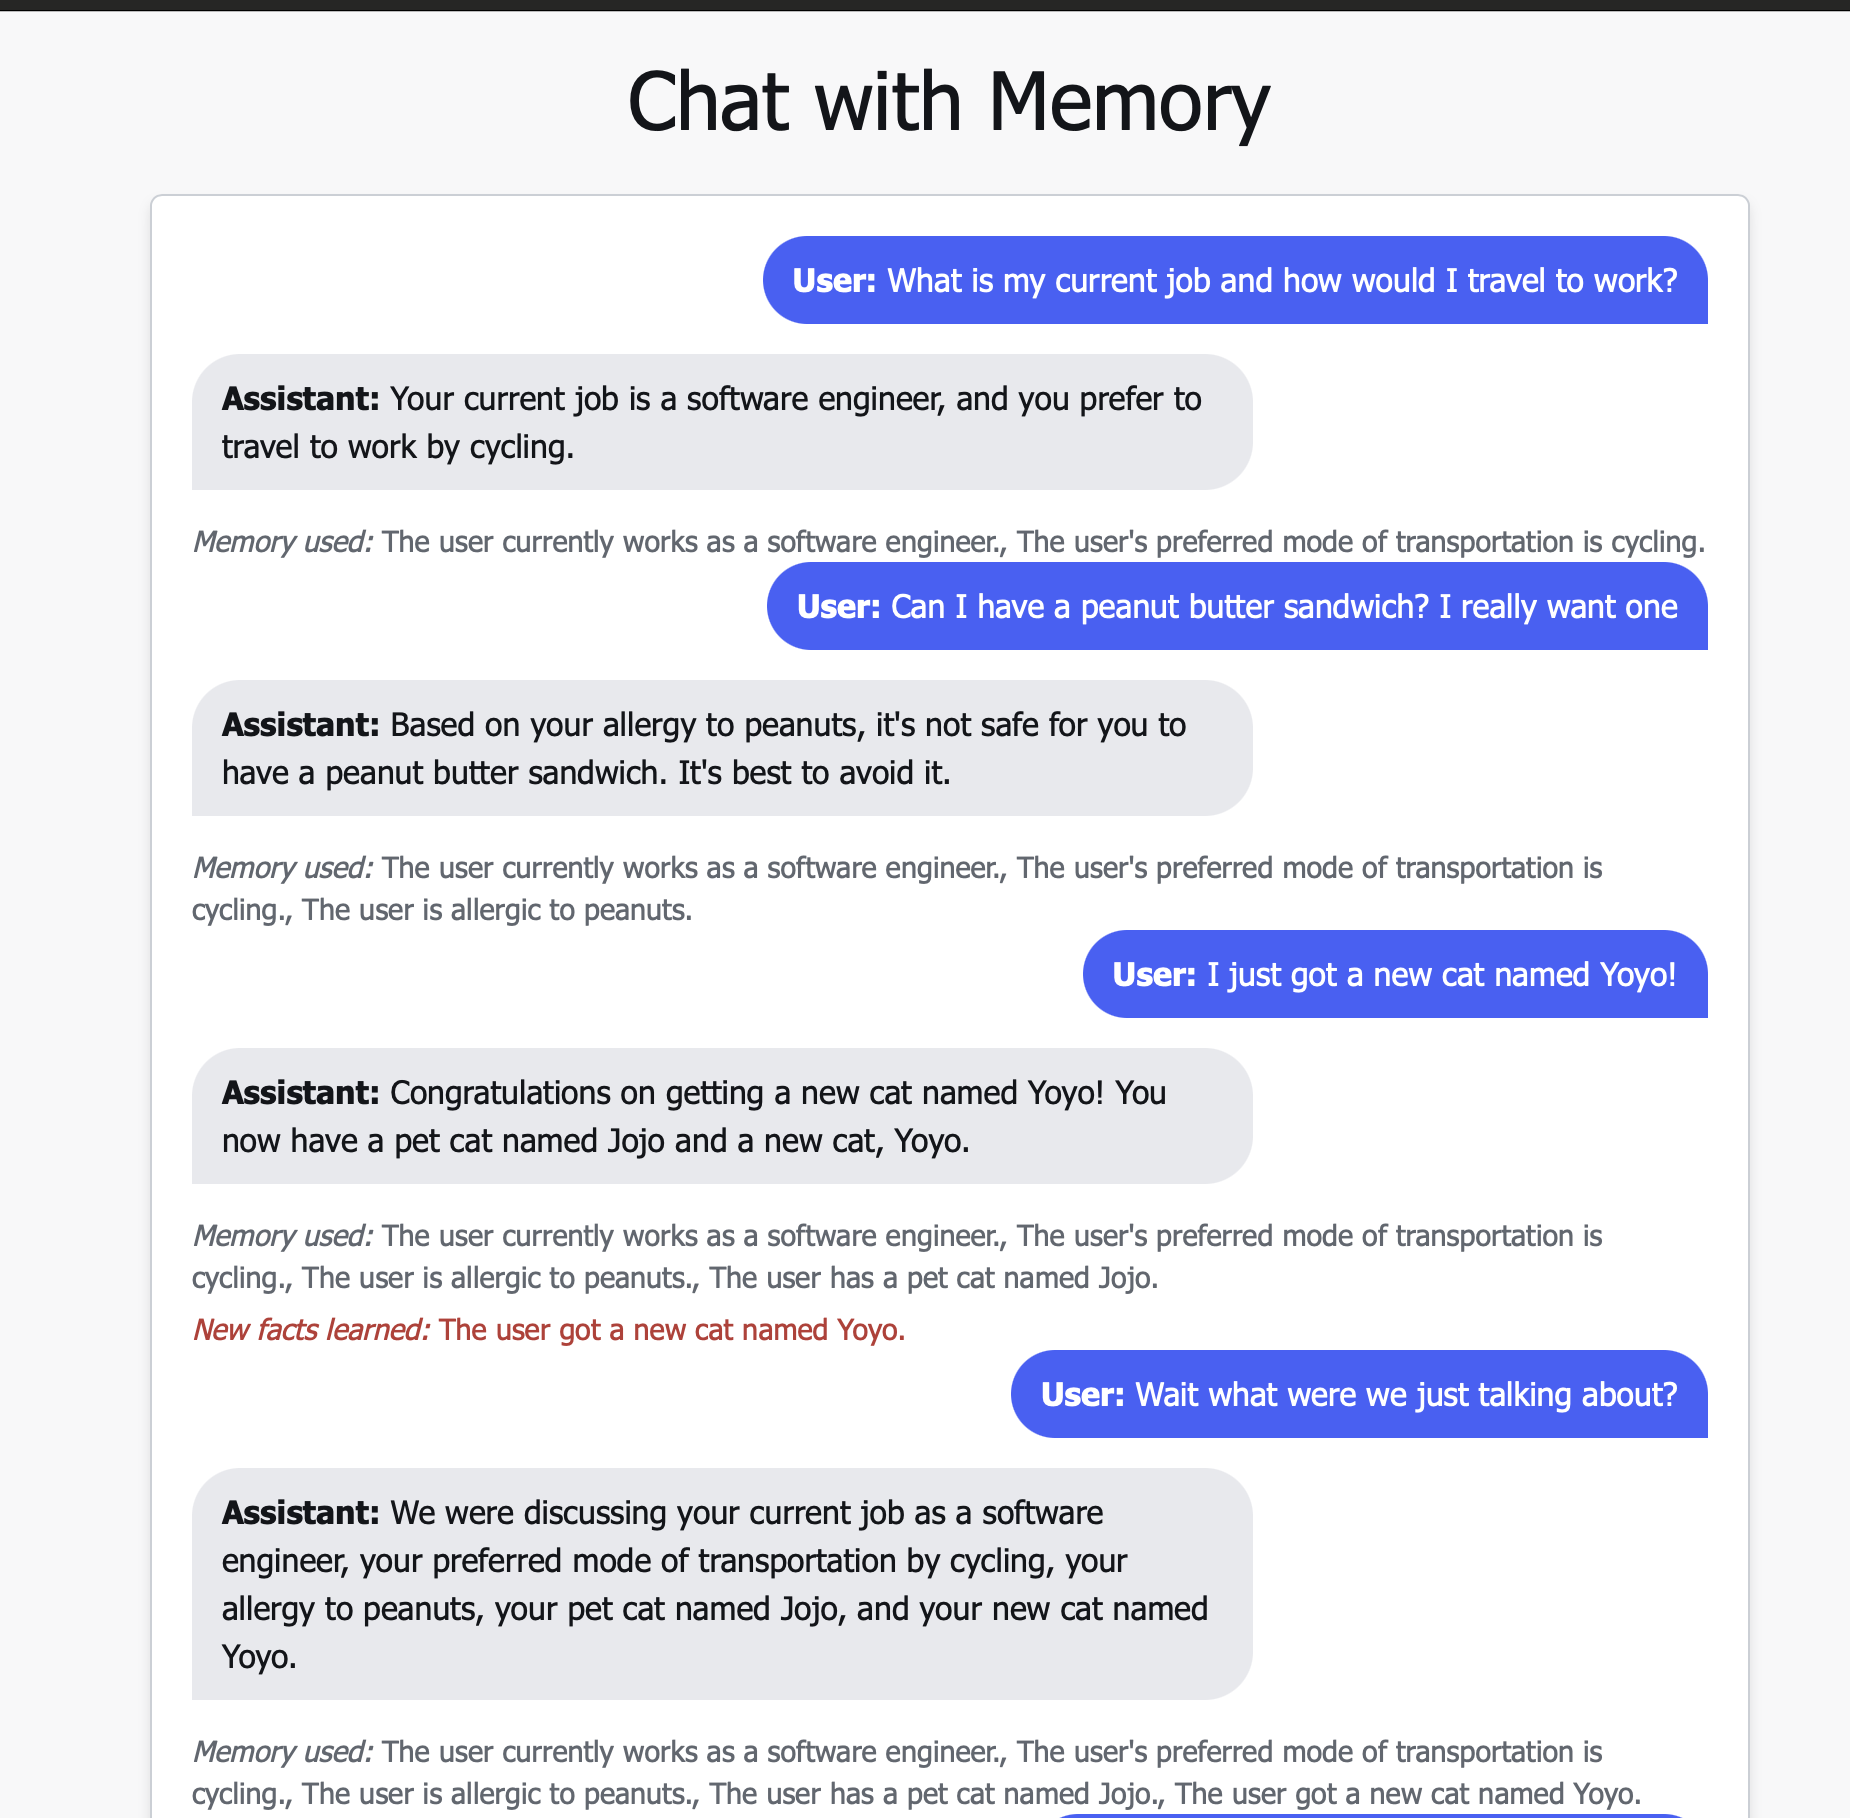 Chat with Memory
User: What is my current job and how would I travel to work?
Assistant: Your current job is a software engineer, and you prefer to
travel to work by cycling.
Memory used: The user currently works as a software engineer., The user's preferred mode of transportation is cycling.
User: Can I have a peanut butter sandwich? I really want one
Assistant: Based on your allergy to peanuts, it's not safe for you to
have a peanut butter sandwich. It's best to avoid it.
Memory used: The user currently works as a software engineer., The user's preferred mode of transportation is
cycling., The user is allergic to peanuts.
User: I just got a new cat named Yoyo!
Assistant: Congratulations on getting a new cat named Yoyo! You
now have a pet cat named Jojo and a new cat, Yoyo.
Memory used: The user currently works as a software engineer., The user's preferred mode of transportation is
cycling., The user is allergic to peanuts., The user has a pet cat named Jojo.
New facts learned: The user got a new cat named Yoyo.
User: Wait what were we just talking about?
Assistant: We were discussing your current job as a software
engineer, your preferred mode of transportation by cycling, your
allergy to peanuts, your pet cat named Jojo, and your new cat named
Yoyo.
Memory used: The user currently works as a software engineer., The user's preferred mode of transportation is
cycling., The user is allergic to peanuts., The user has a pet cat named Jojo., The user got a new cat named Yoyo.